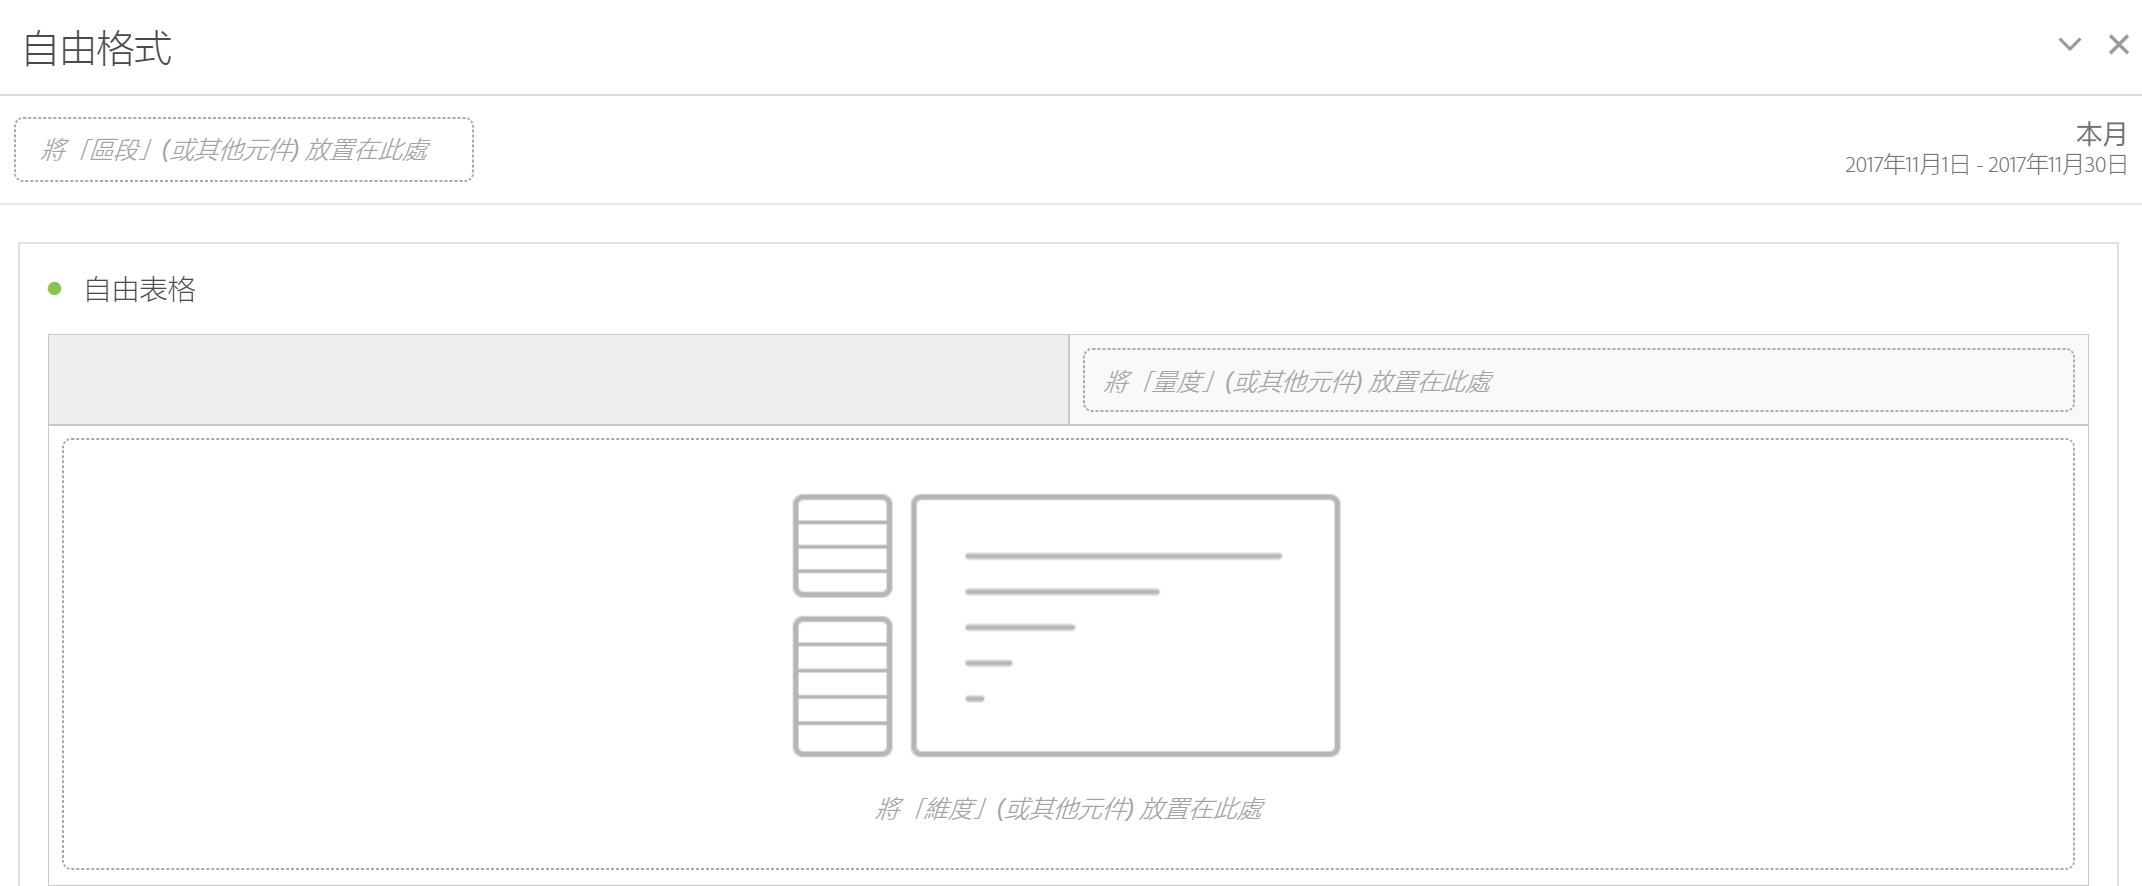 自由格式
將「區段」(或其他元件) 放置在此處
本月
2017年11月1日 - 2017年11月30日
自由表格
將「量度」(或其他元件) 放置在此處
將「維度」(或其他元件) 放置在此處